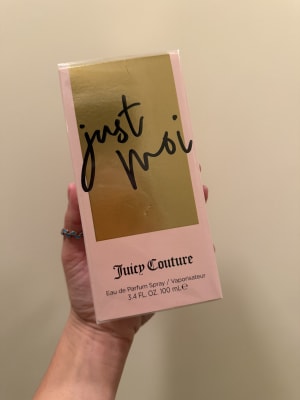 just
moi
Juicy Couture
Eau de Parfum Spray / Vaporisateur
3.4 FL. OZ. 100 mL ℮